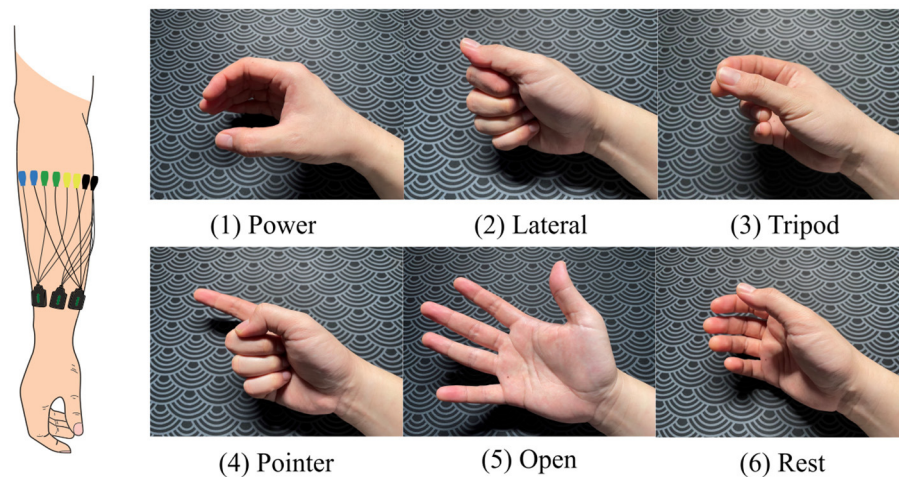 (1) Power
(2) Lateral
(3) Tripod
(4) Pointer
(5) Open
(6) Rest